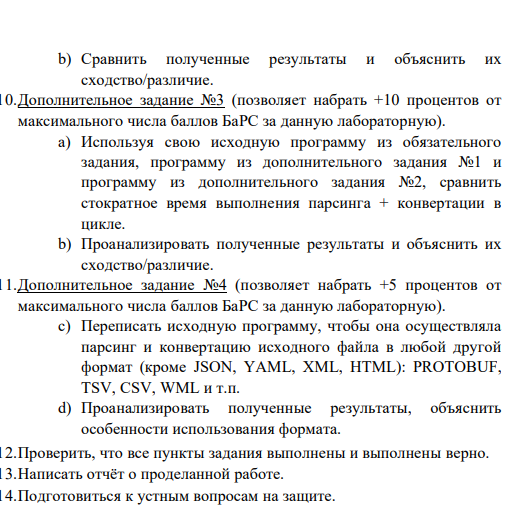 b) Сравнить полученные результаты и объяснить их
сходство/различие.
10.Дополнительное задание №3 (позволяет набрать +10 процентов от
максимального числа баллов БаРС за данную лабораторную).
a) Используя свою исходную программу из обязательного
задания, программу из дополнительного задания №1 и
программу из дополнительного задания №2, сравнить
стократное время выполнения парсинга + конвертации в
цикле.
b) Проанализировать полученные результаты и объяснить их
сходство/различие.
11.Дополнительное задание №4 (позволяет набрать +5 процентов от
максимального числа баллов БаРС за данную лабораторную).
c) Переписать исходную программу, чтобы она осуществляла
парсинг и конвертацию исходного файла в любой другой
формат (кроме JSON, YAML, XML, HTML): PROTOBUF,
TSV, CSV, WML и т.п.
d) Проанализировать полученные результаты, объяснить
особенности использования формата.
12.Проверить, что все пункты задания выполнены и выполнены верно.
13.Написать отчёт о проделанной работе.
14.Подготовиться к устным вопросам на защите.